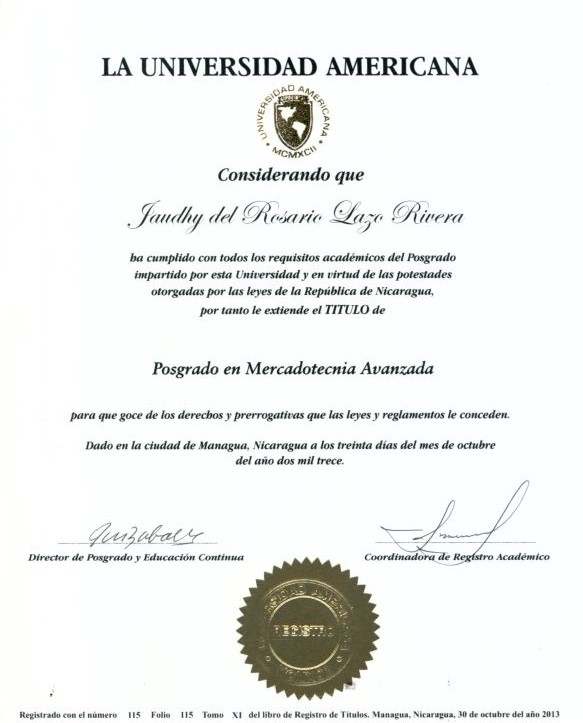 LA UNIVERSIDAD AMERICANA
UNIVERSIDAD AMERICANA
MCMXCII
Considerando que
Jaudhy del Rosario Lazo Rivera
ha cumplido con todos los requisitos académicos del Posgrado
impartido por esta Universidad y en virtud de las potestades
otorgadas por las leyes de la República de Nicaragua,
por tanto le extiende el TITULO de
Posgrado en Mercadotecnia Avanzada
para que goce de los derechos y prerrogativas que las leyes y reglamentos le conceden.
Dado en la ciudad de Managua, Nicaragua a los treinta días del mes de octubre
del año dos mil trece.
Director de Posgrado y Educación Continua
Coordinadora de Registro Académico
REGISTRO
Registrado con el número 115 Folio 115 Tomo XI del libro de Registro de Títulos. Managua, Nicaragua, 30 de octubre del año 2013